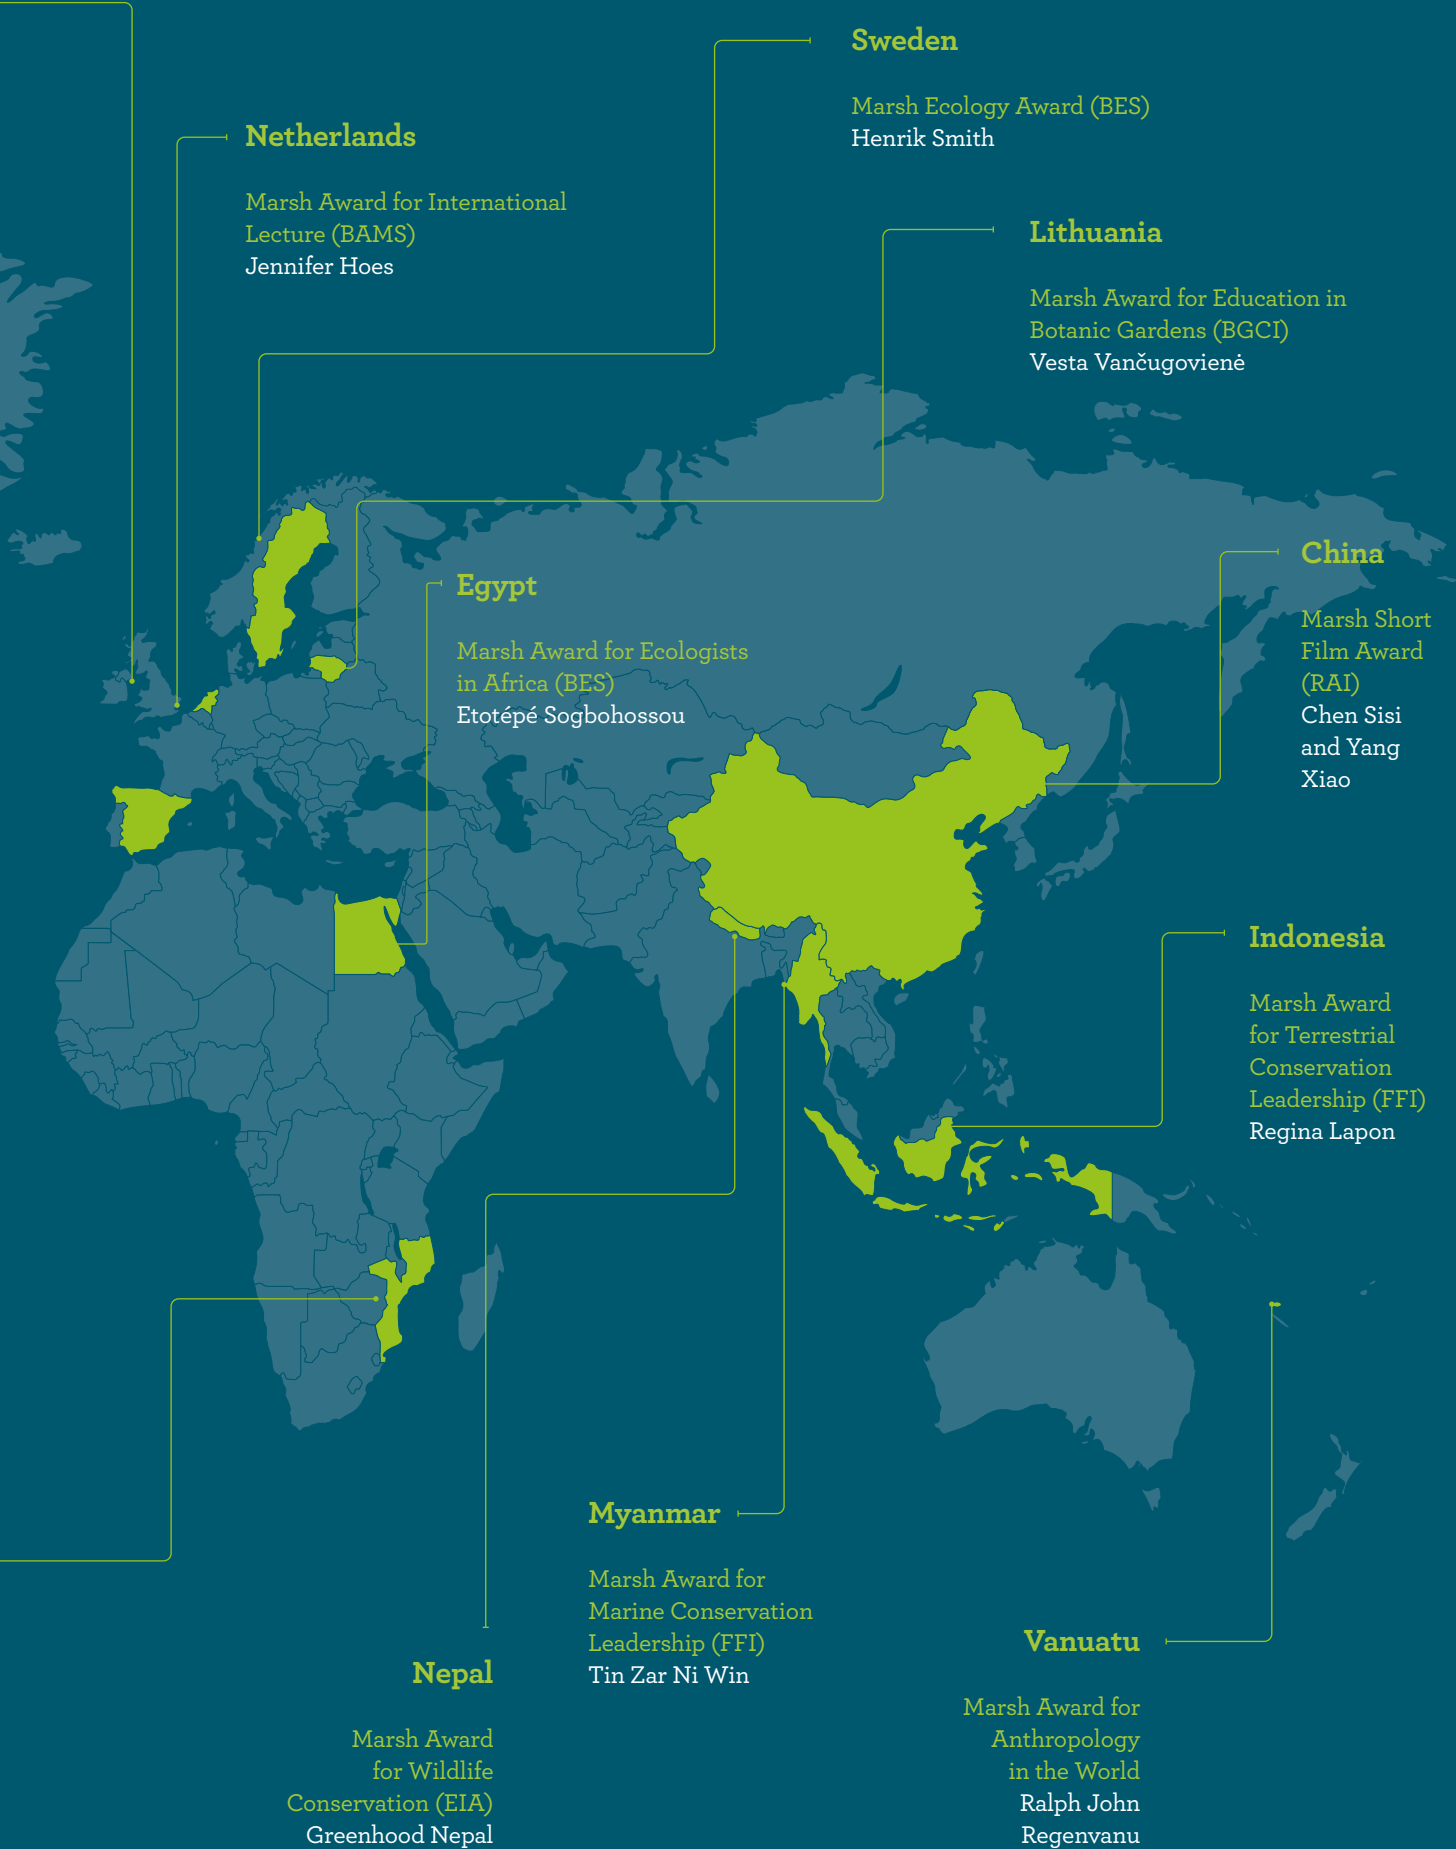 Sweden
Marsh Ecology Award (BES)
Henrik Smith
Netherlands
Marsh Award for International
Lecture (BAMS)
Jennifer Hoes
Lithuania
Marsh Award for Education in
Botanic Gardens (BGCI)
Vesta Vančugovienė
Egypt
Marsh Award for Ecologists
in Africa (BES)
Etotépé Sogbohossou
China
Marsh Short
Film Award
(RAI)
Chen Sisi
and Yang
Xiao
Indonesia
Marsh Award
for Terrestrial
Conservation
Leadership (FFI)
Regina Lapon
Myanmar
Marsh Award for
Marine Conservation
Leadership (FFI)
Tin Zar Ni Win
Nepal
Marsh Award
for Wildlife
Conservation (EIA)
Greenhood Nepal
Vanuatu
Marsh Award for
Anthropology
in the World
Ralph John
Regenvanu